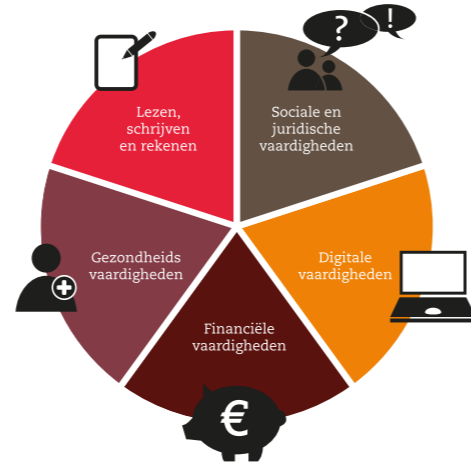 ?
!
Lezen,
schrijven
en rekenen
Sociale en
juridische
vaardigheden
Gezondheids
vaardigheden
Digitale
vaardigheden
Financiële
vaardigheden
€